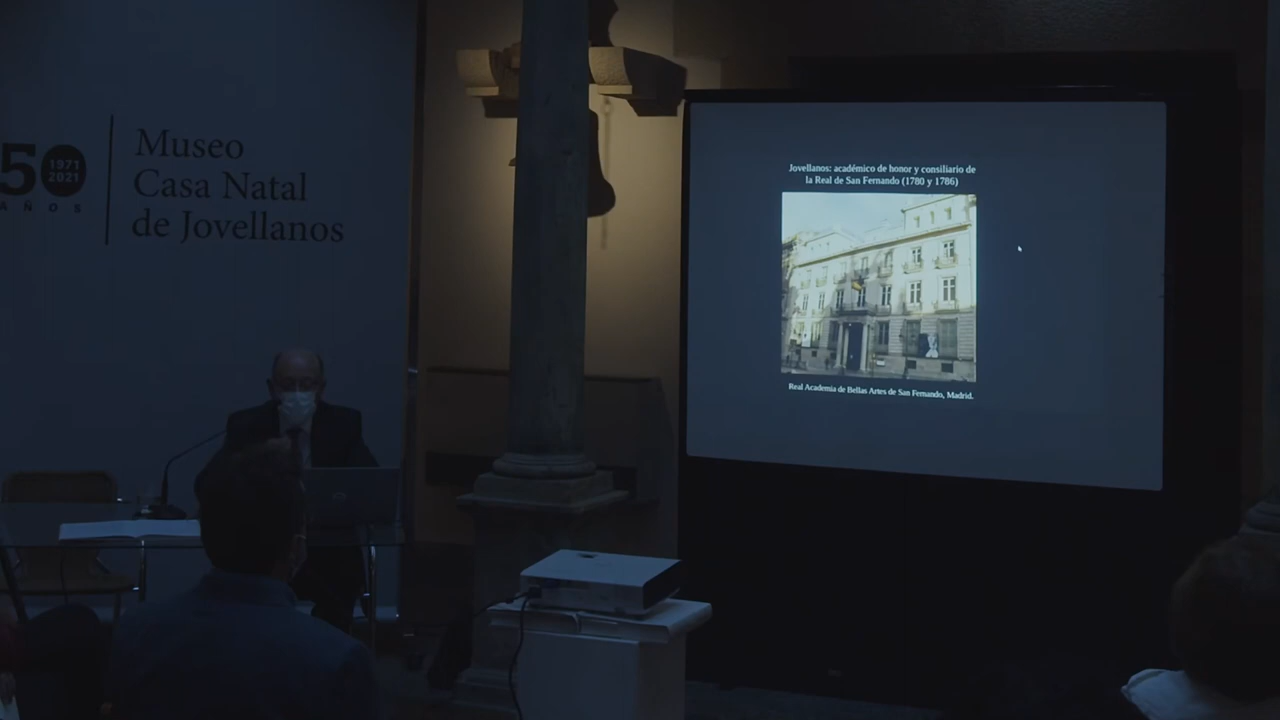 50
1971
2021
AÑOS
Museo
Casa Natal
de Jovellanos
Jovellanos: académico de honor y consiliario de
la Real de San Fernando (1780 y 1786)
Real Academia de Bellas Artes de San Fernando, Madrid.